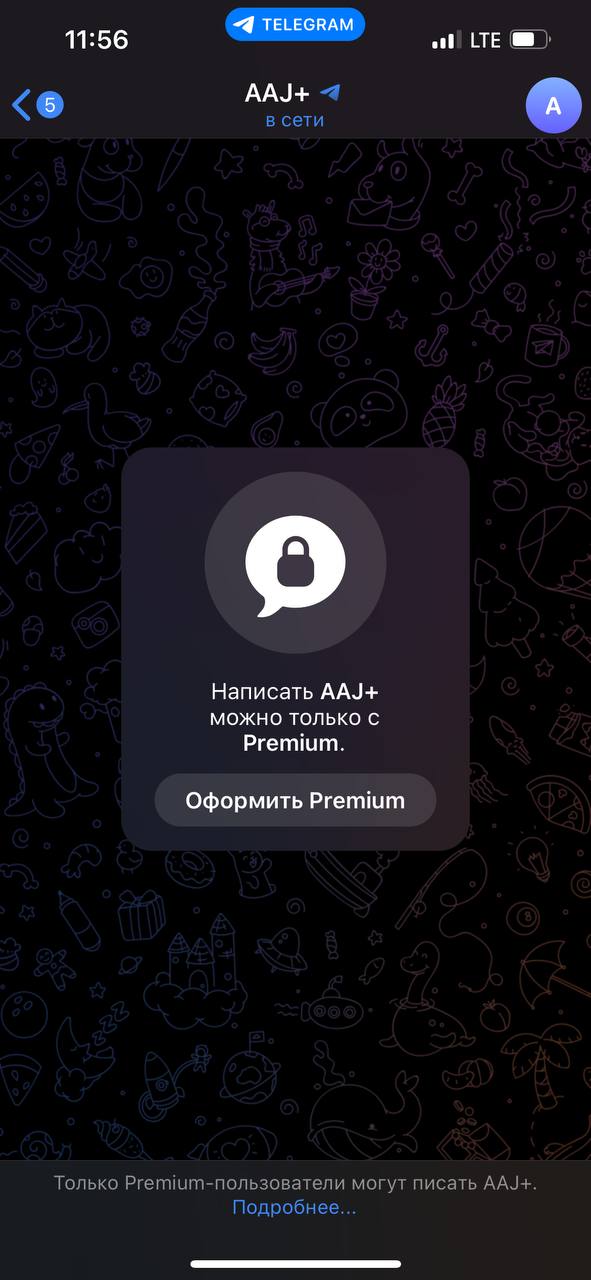 11:56
TELEGRAM
LTE
5
AAJ+
в сети
A
Написать AAJ+
можно только с
Premium.
Оформить Premium
Только Premium-пользователи могут писать AAJ+.
Подробнее...